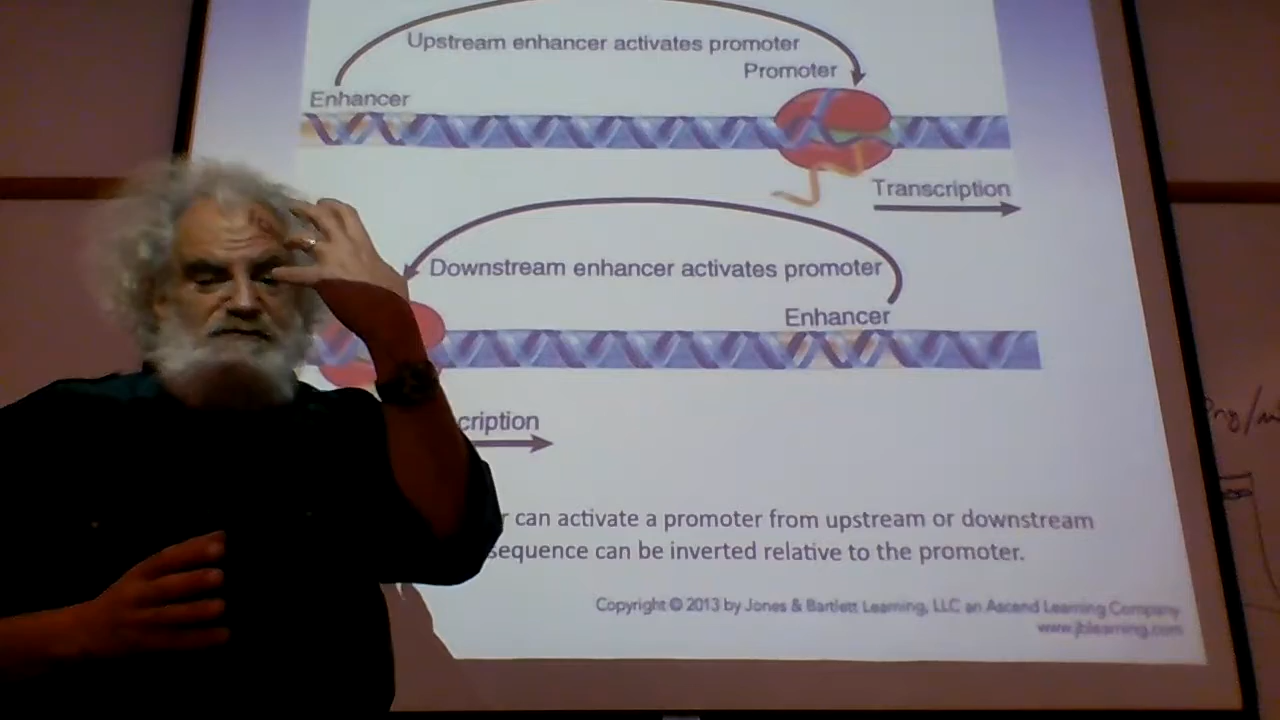 Upstream enhancer activates promoter
Promoter
Enhancer
Transcription
Downstream enhancer activates promoter
Enhancer
cription
r can activate a promoter from upstream or downstream
sequence can be inverted relative to the promoter.
Copyright © 2013 by Jones & Bartlett Learning, LLC an Ascend Learning Company
www.jblearning.com